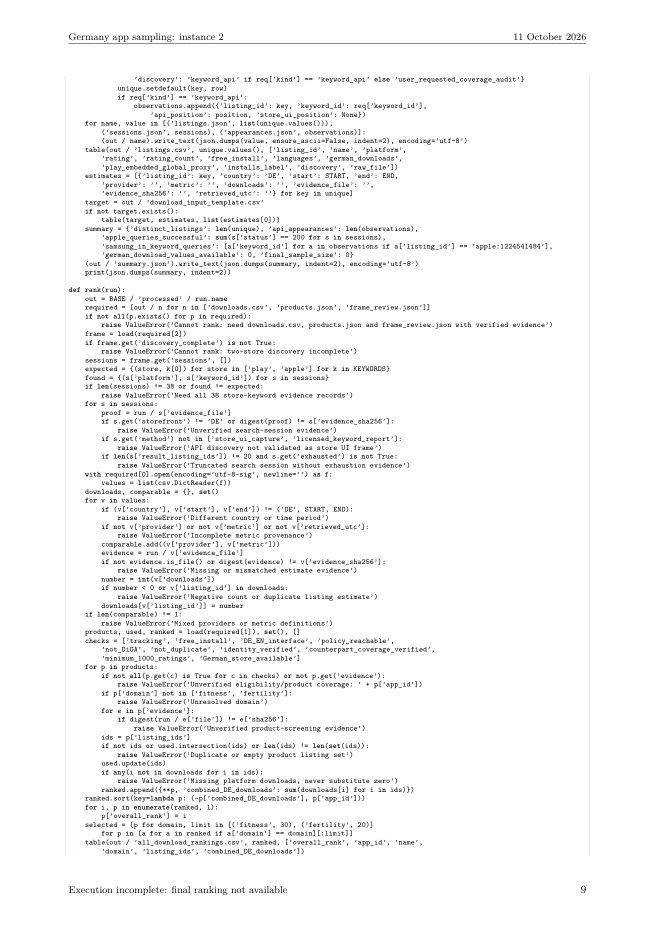 Germany app sampling: instance 2 11 October 2026
'discovery': 'keyword_api' if req['kind'] == 'keyword_api' else 'user_requested_coverage_audit'}
unique.setdefault(key, row)
if req['kind'] == 'keyword_api':
observations.append({'listing_id': key, 'keyword_id': req['keyword_id'],
'api_position': position, 'store_ui_position': None})
for name, value in [('listings.json', list(unique.values())),
('sessions.json', sessions), ('appearances.json', observations)]:
(out / name).write_text(json.dumps(value, ensure_ascii=False, indent=2), encoding='utf-8')
table(out / 'listings.csv', unique.values(), ['listing_id', 'name', 'platform',
'rating', 'rating_count', 'free_install', 'languages', 'german_downloads',
'play_embedded_global_proxy', 'installs_label', 'discovery', 'raw_file'])
estimates = [{'listing_id': key, 'country': 'DE', 'start': START, 'end': END,
'provider': '', 'metric': '', 'downloads': '', 'evidence_file': '',
'evidence_sha256': '', 'retrieved_utc': ''} for key in unique]
target = out / 'download_input_template.csv'
if not target.exists():
table(target, estimates, list(estimates[0]))
summary = {'distinct_listings': len(unique), 'api_appearances': len(observations),
'apple_queries_successful': sum(s['status'] == 200 for s in sessions),
'samsung_in_keyword_queries': [a['keyword_id'] for a in observations if a['listing_id'] == 'apple:1224541484'],
'german_download_values_available': 0, 'final_sample_size': 0}
(out / 'summary.json').write_text(json.dumps(summary, indent=2), encoding='utf-8')
print(json.dumps(summary, indent=2))
def rank(run):
out = BASE / 'processed' / run.name
required = [out / n for n in ['downloads.csv', 'products.json', 'frame_review.json']]
if not all(p.exists() for p in required):
raise ValueError('Cannot rank: need downloads.csv, products.json and frame_review.json with verified evidence')
frame = load(required[2])
if frame.get('discovery_complete') is not True:
raise ValueError('Cannot rank: two-store discovery incomplete')
sessions = frame.get('sessions', [])
expected = {(store, k[0]) for store in ['play', 'apple'] for k in KEYWORDS}
found = {(s['platform'], s['keyword_id']) for s in sessions}
if len(sessions) != 38 or found != expected:
raise ValueError('Need all 38 store-keyword evidence records')
for s in sessions:
proof = run / s['evidence_file']
if s.get('storefront') != 'DE' or digest(proof) != s['evidence_sha256']:
raise ValueError('Unverified search-session evidence')
if s.get('method') not in ['store_ui_capture', 'licensed_keyword_report']:
raise ValueError('API discovery not validated as store UI frame')
if len(s['result_listing_ids']) != 20 and s.get('exhausted') is not True:
raise ValueError('Truncated search session without exhaustion evidence')
with required[0].open(encoding='utf-8-sig', newline='') as f:
values = list(csv.DictReader(f))
downloads, comparable = {}, set()
for v in values:
if (v['country'], v['start'], v['end']) != ('DE', START, END):
raise ValueError('Different country or time period')
if not v['provider'] or not v['metric'] or not v['retrieved_utc']:
raise ValueError('Incomplete metric provenance')
comparable.add((v['provider'], v['metric']))
evidence = run / v['evidence_file']
if not evidence.is_file() or digest(evidence) != v['evidence_sha256']:
raise ValueError('Missing or mismatched estimate evidence')
number = int(v['downloads'])
if number < 0 or v['listing_id'] in downloads:
raise ValueError('Negative count or duplicate listing estimate')
downloads[v['listing_id']] = number
if len(comparable) != 1:
raise ValueError('Mixed providers or metric definitions')
products, used, ranked = load(required[1]), set(), []
checks = ['tracking', 'free_install', 'DE_EN_interface', 'policy_reachable',
'not_DiGA', 'not_duplicate', 'identity_verified', 'counterpart_coverage_verified',
'minimum_1000_ratings', 'German_store_available']
for p in products:
if not all(p.get(c) is True for c in checks) or not p.get('evidence'):
raise ValueError('Unverified eligibility/product coverage: ' + p['app_id'])
if p['domain'] not in ['fitness', 'fertility']:
raise ValueError('Unresolved domain')
for e in p['evidence']:
if digest(run / e['file']) != e['sha256']:
raise ValueError('Unverified product-screening evidence')
ids = p['listing_ids']
if not ids or used.intersection(ids) or len(ids) != len(set(ids)):
raise ValueError('Duplicate or empty product listing set')
used.update(ids)
if any(i not in downloads for i in ids):
raise ValueError('Missing platform downloads, never substitute zero')
ranked.append({**p, 'combined_DE_downloads': sum(downloads[i] for i in ids)})
ranked.sort(key=lambda p: (-p['combined_DE_downloads'], p['app_id']))
for i, p in enumerate(ranked, 1):
p['overall_rank'] = i
selected = [p for domain, limit in [('fitness', 30), ('fertility', 20)]
for p in [a for a in ranked if a['domain'] == domain][:limit]]
table(out / 'all_download_rankings.csv', ranked, ['overall_rank', 'app_id', 'name',
'domain', 'listing_ids', 'combined_DE_downloads'])
Execution incomplete: final ranking not available 9